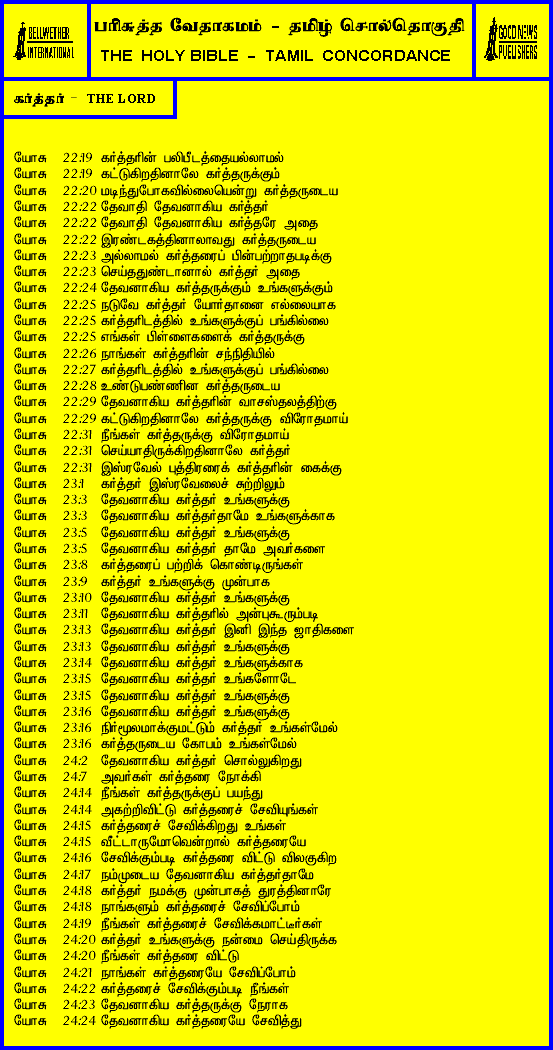 BELLWETHER
INTERNATIONAL
பரிசுத்த வேதாகமம் - தமிழ் சொல்தொகுதி
THE HOLY BIBLE - TAMIL CONCORDANCE
GOOD NEWS
PUBLISHERS
கர்த்தர் - THE LORD
யோசு 22:19 கர்த்தரின் பலிபீடத்தையல்லாமல்
யோசு 22:19 கட்டுகிறதினாலே கர்த்தருக்கும்
யோசு 22:20 மடிந்துபோகவில்லையென்று கர்த்தருடைய
யோசு 22:22 தேவாதி தேவனாகிய கர்த்தர்
யோசு 22:22 தேவாதி தேவனாகிய கர்த்தரே அதை
யோசு 22:22 இரண்டகத்தினாலாவது கர்த்தருடைய
யோசு 22:23 அல்லாமல் கர்த்தரைப் பின்பற்றாதபடிக்கு
யோசு 22:23 செய்ததுண்டானால் கர்த்தர் அதை
யோசு 22:24 தேவனாகிய கர்த்தருக்கும் உங்களுக்கும்
யோசு 22:25 நடுவே கர்த்தர் யோர்தானை எல்லையாக
யோசு 22:25 கர்த்தரிடத்தில் உங்களுக்குப் பங்கில்லை
யோசு 22:25 எங்கள் பிள்ளைகளைக் கர்த்தருக்கு
யோசு 22:26 நாங்கள் கர்த்தரின் சந்நிதியில்
யோசு 22:27 கர்த்தரிடத்தில் உங்களுக்குப் பங்கில்லை
யோசு 22:28 உண்டுபண்ணின கர்த்தருடைய
யோசு 22:29 தேவனாகிய கர்த்தரின் வாசஸ்தலத்திற்கு
யோசு 22:29 கட்டுகிறதினாலே கர்த்தருக்கு விரோதமாய்
யோசு 22:31 நீங்கள் கர்த்தருக்கு விரோதமாய்
யோசு 22:31 செய்யாதிருக்கிறதினாலே கர்த்தர்
யோசு 22:31 இஸ்ரவேல் புத்திரரைக் கர்த்தரின் கைக்கு
யோசு 23:1 கர்த்தர் இஸ்ரவேலைச் சுற்றிலும்
யோசு 23:3 தேவனாகிய கர்த்தர் உங்களுக்கு
யோசு 23:3 தேவனாகிய கர்த்தர்தாமே உங்களுக்காக
யோசு 23:5 தேவனாகிய கர்த்தர் உங்களுக்கு
யோசு 23:5 தேவனாகிய கர்த்தர் தாமே அவர்களை
யோசு 23:8 கர்த்தரைப் பற்றிக் கொண்டிருங்கள்
யோசு 23:9 கர்த்தர் உங்களுக்கு முன்பாக
யோசு 23:10 தேவனாகிய கர்த்தர் உங்களுக்கு
யோசு 23:11 தேவனாகிய கர்த்தரில் அன்புகூரும்படி
யோசு 23:13 தேவனாகிய கர்த்தர் இனி இந்த ஜாதிகளை
யோசு 23:13 தேவனாகிய கர்த்தர் உங்களுக்கு
யோசு 23:14 தேவனாகிய கர்த்தர் உங்களுக்காக
யோசு 23:15 தேவனாகிய கர்த்தர் உங்களோடே
யோசு 23:15 தேவனாகிய கர்த்தர் உங்களுக்கு
யோசு 23:16 தேவனாகிய கர்த்தர் உங்களுக்கு
யோசு 23:16 நிர்மூலமாக்குமட்டும் கர்த்தர் உங்கள்மேல்
யோசு 23:16 கர்த்தருடைய கோபம் உங்கள்மேல்
யோசு 24:2 தேவனாகிய கர்த்தர் சொல்லுகிறது
யோசு 24:7 அவர்கள் கர்த்தரை நோக்கி
யோசு 24:14 நீங்கள் கர்த்தருக்குப் பயந்து
யோசு 24:14 அகற்றிவிட்டு கர்த்தரைச் சேவியுங்கள்
யோசு 24:15 கர்த்தரைச் சேவிக்கிறது உங்கள்
யோசு 24:15 வீட்டாருமோவென்றால் கர்த்தரையே
யோசு 24:16 சேவிக்கும்படி கர்த்தரை விட்டு விலகுகிற
யோசு 24:17 நம்முடைய தேவனாகிய கர்த்தர்தாமே
யோசு 24:18 கர்த்தர் நமக்கு முன்பாகத் துரத்தினாரே
யோசு 24:18 நாங்களும் கர்த்தரைச் சேவிப்போம்
யோசு 24:19 நீங்கள் கர்த்தரைச் சேவிக்கமாட்டீர்கள்
யோசு 24:20 கர்த்தர் உங்களுக்கு நன்மை செய்திருக்க
யோசு 24:20 நீங்கள் கர்த்தரை விட்டு
யோசு 24:21 நாங்கள் கர்த்தரையே சேவிப்போம்
யோசு 24:22 கர்த்தரைச் சேவிக்கும்படி நீங்கள்
யோசு 24:23 தேவனாகிய கர்த்தருக்கு நேராக
யோசு 24:24 தேவனாகிய கர்த்தரையே சேவித்து